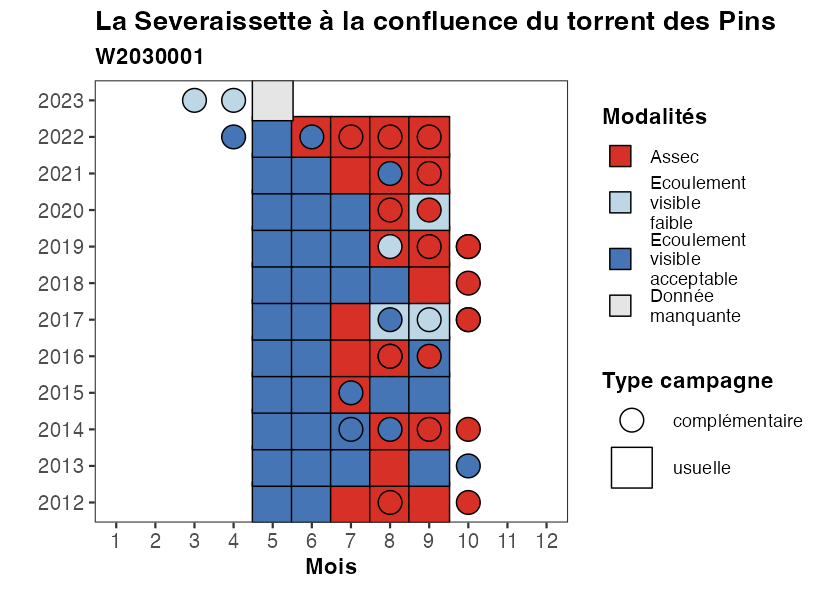 La Severaissette à la confluence du torrent des Pins
W2030001
2023
2022
2021
2020
2019
2018
2017
2016
2015
2014
2013
2012
1 2 3 4 5 6 7 8 9 10 11 12
Mois
Modalités
Assec
Ecoulement
visible
faible
Ecoulement
visible
acceptable
Donnée
manquante
Type campagne
complémentaire
usuelle